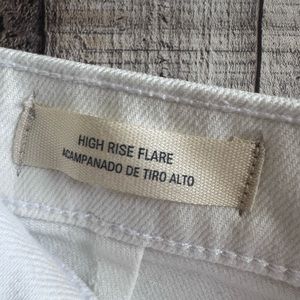 HIGH RISE FLARE
ACAMPANADO DE TIRO ALTO